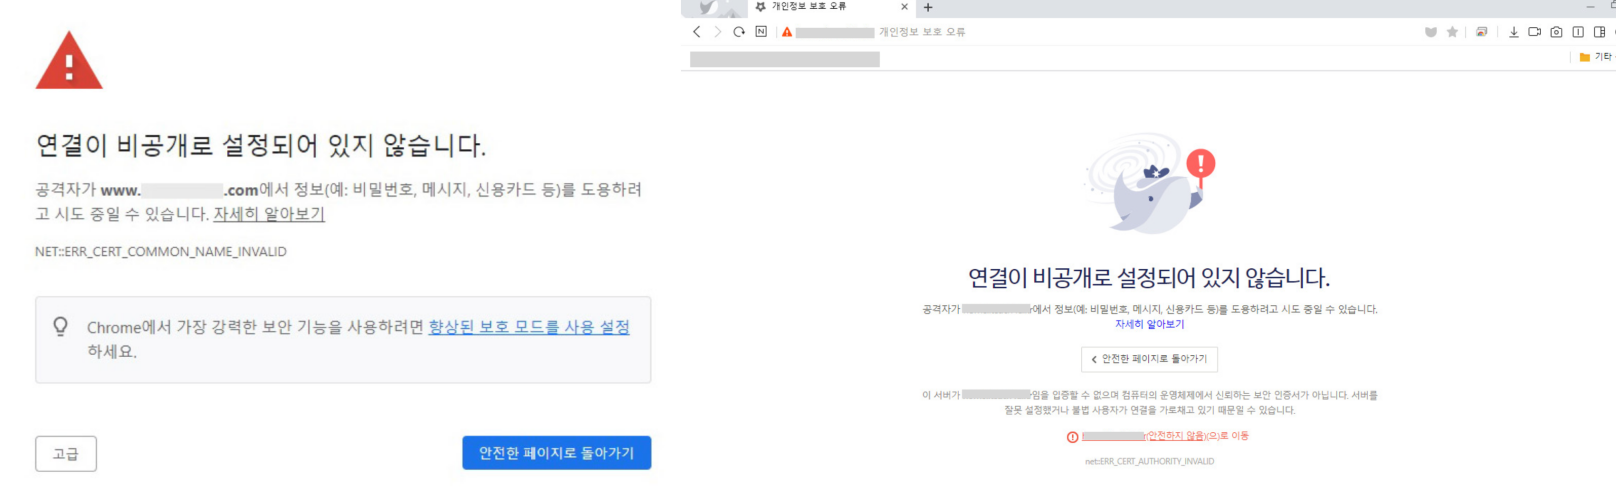 연결이 비공개로 설정되어 있지 않습니다.
공격자가 www. .com에서 정보(예: 비밀번호, 메시지, 신용카드 등)를 도용하려
고 시도 중일 수 있습니다. 자세히 알아보기
NET::ERR_CERT_COMMON_NAME_INVALID
Chrome에서 가장 강력한 보안 기능을 사용하려면 향상된 보호 모드를 사용 설정
하세요.
고급
안전한 페이지로 돌아가기
개인정보 보호 오류
개인정보 보호 오류
기타
연결이 비공개로 설정되어 있지 않습니다.
공격자가 에서 정보(예: 비밀번호, 메시지, 신용카드 등)를 도용하려고 시도 중일 수 있습니다.
자세히 알아보기
안전한 페이지로 돌아가기
이 서버가 임을 입증할 수 없으며 컴퓨터의 운영체제에서 신뢰하는 보안 인증서가 아닙니다. 서버를
잘못 설정했거나 불법 사용자가 연결을 가로채고 있기 때문일 수 있습니다.
(안전하지 않음)(으)로 이동
net::ERR_CERT_AUTHORITY_INVALID